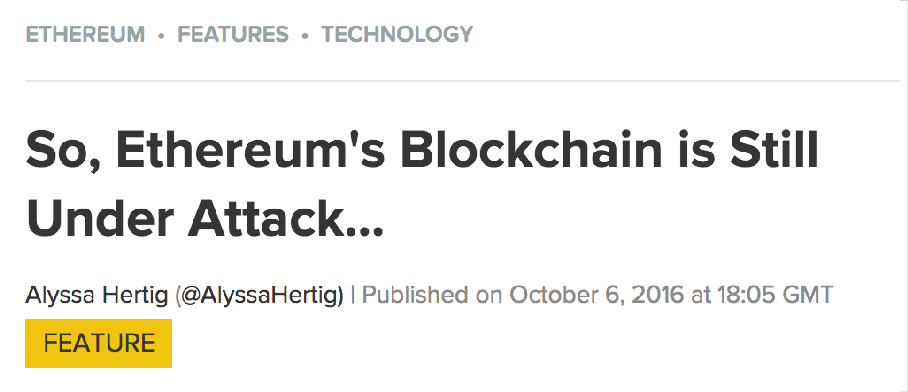 ETHEREUM • FEATURES • TECHNOLOGY
So, Ethereum's Blockchain is Still
Under Attack...
Alyssa Hertig (@AlyssaHertig) | Published on October 6, 2016 at 18:05 GMT
FEATURE